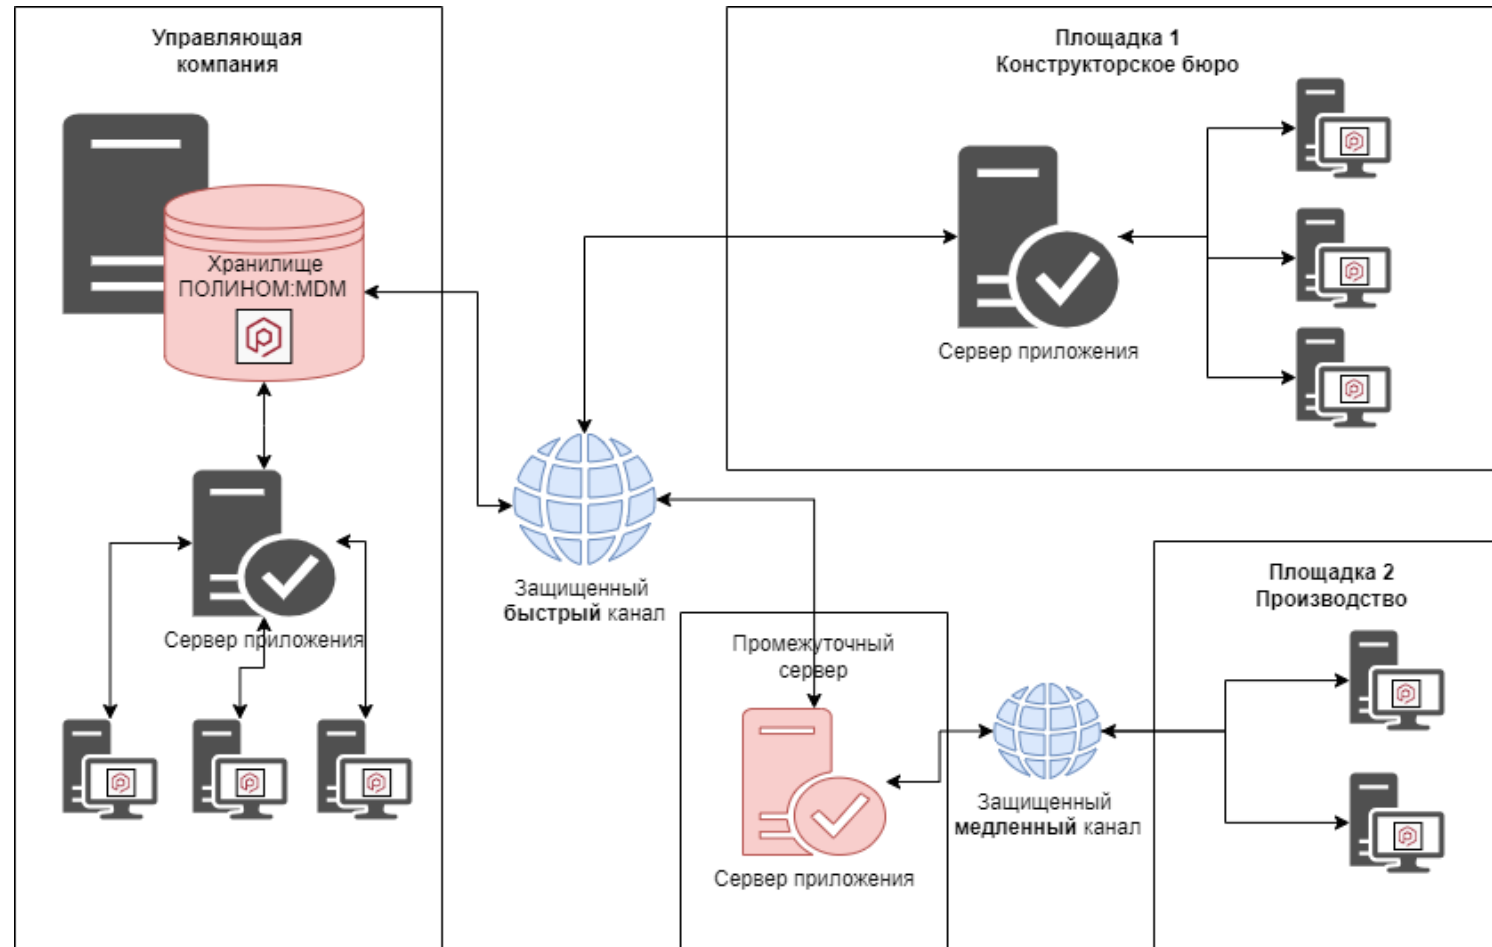 Управляющая
компания
Хранилище
ПОЛИНОМ:MDM
Сервер приложения
Защищенный
быстрый канал
Площадка 1
Конструкторское бюро
Сервер приложения
Промежуточный
сервер
Сервер приложения
Защищенный
медленный канал
Площадка 2
Производство